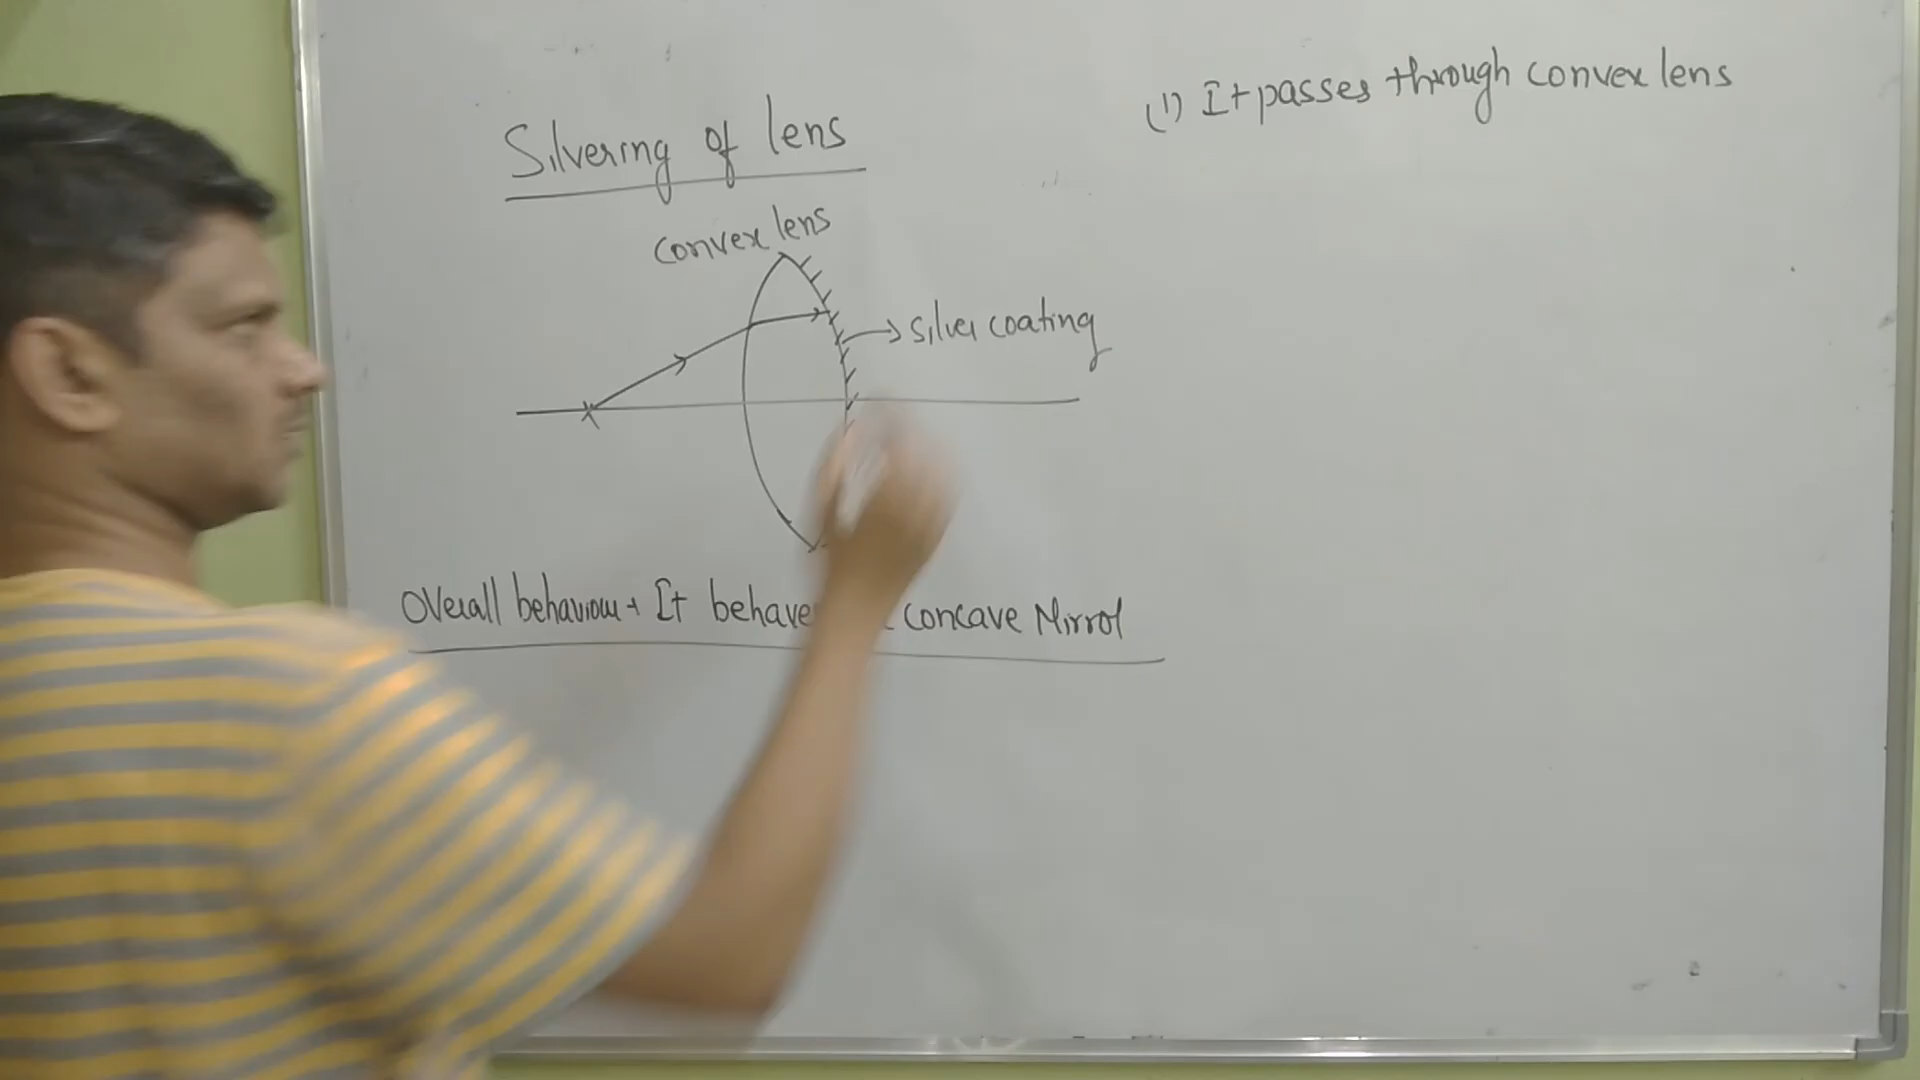 Silvering of lens
convex lens
silver coating
Overall behaviour → It behave concave Mirror
(1) It passes through convex lens